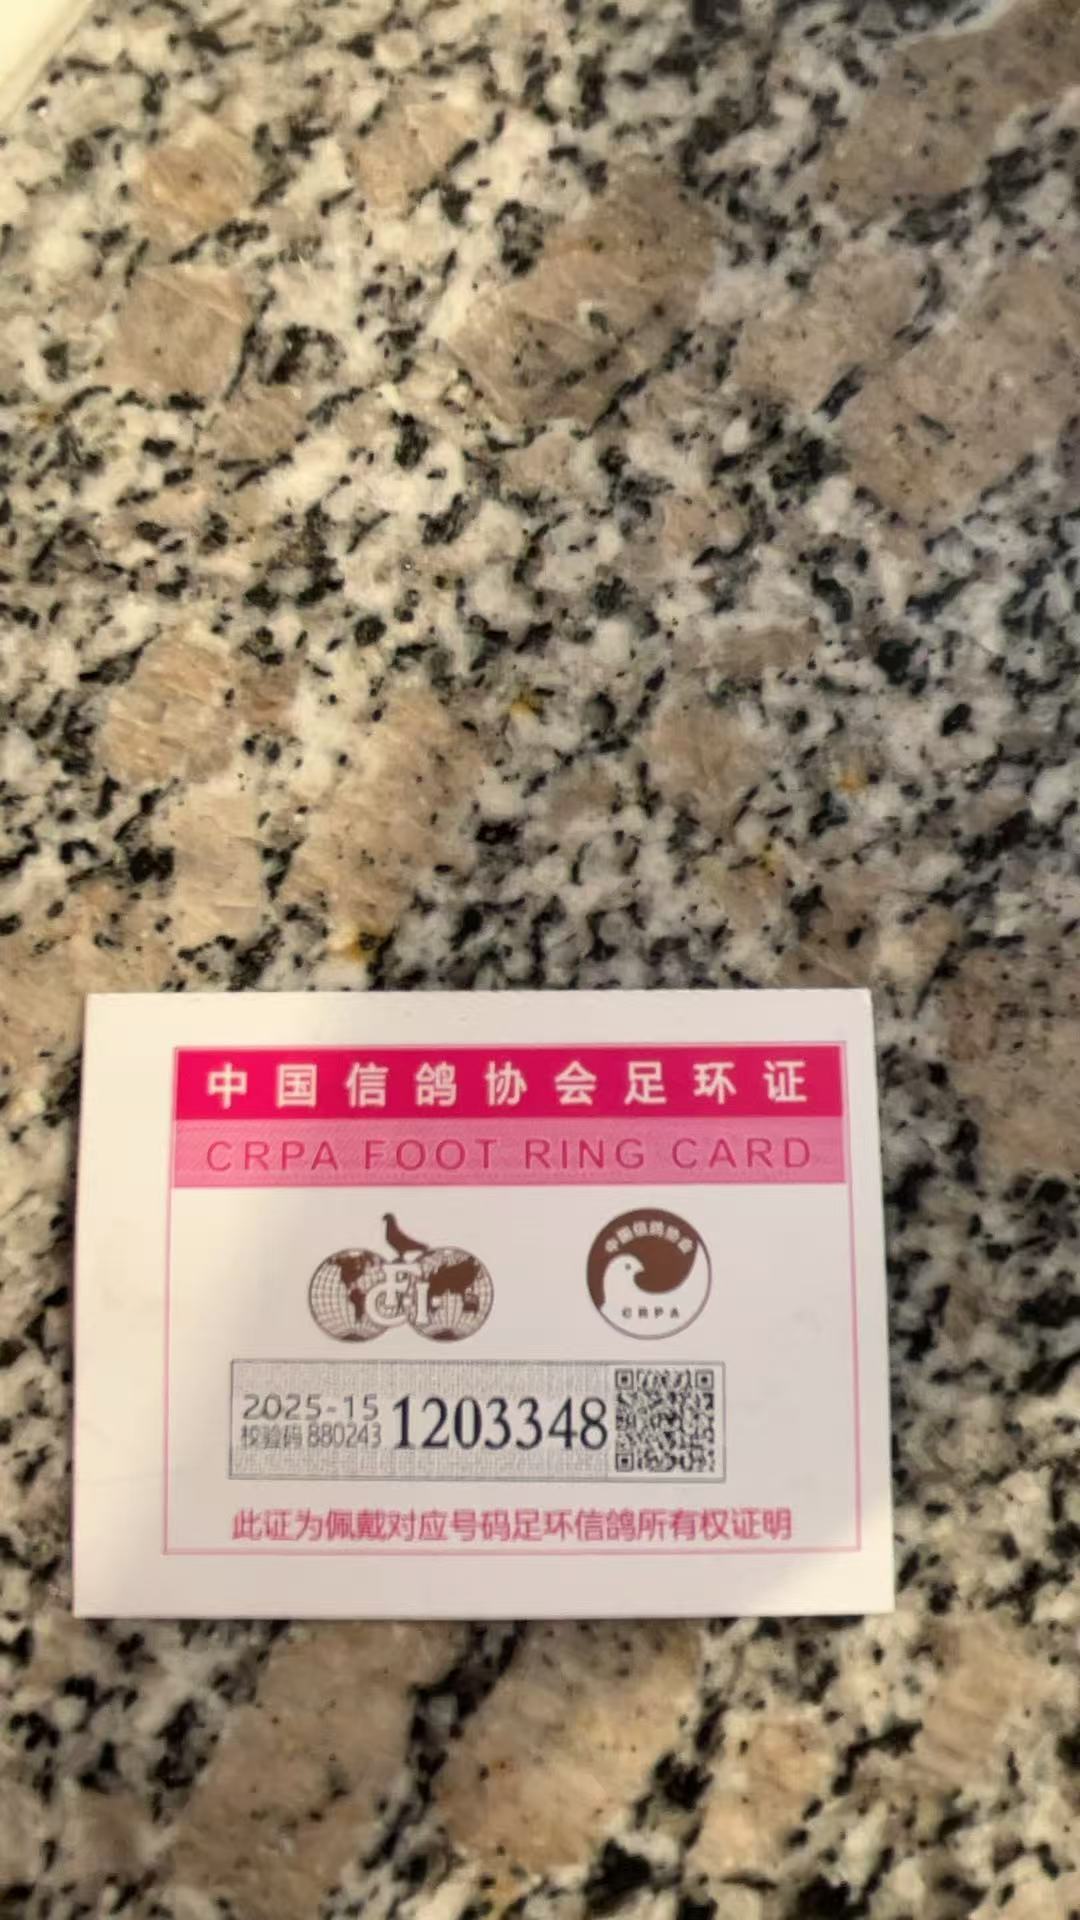 中国信鸽协会足环证
CRPA FOOT RING CARD
FCI
中国信鸽协会
CRPA
2025-15
校验码 880243
1203348
此证为佩戴对应号码足环信鸽所有权证明